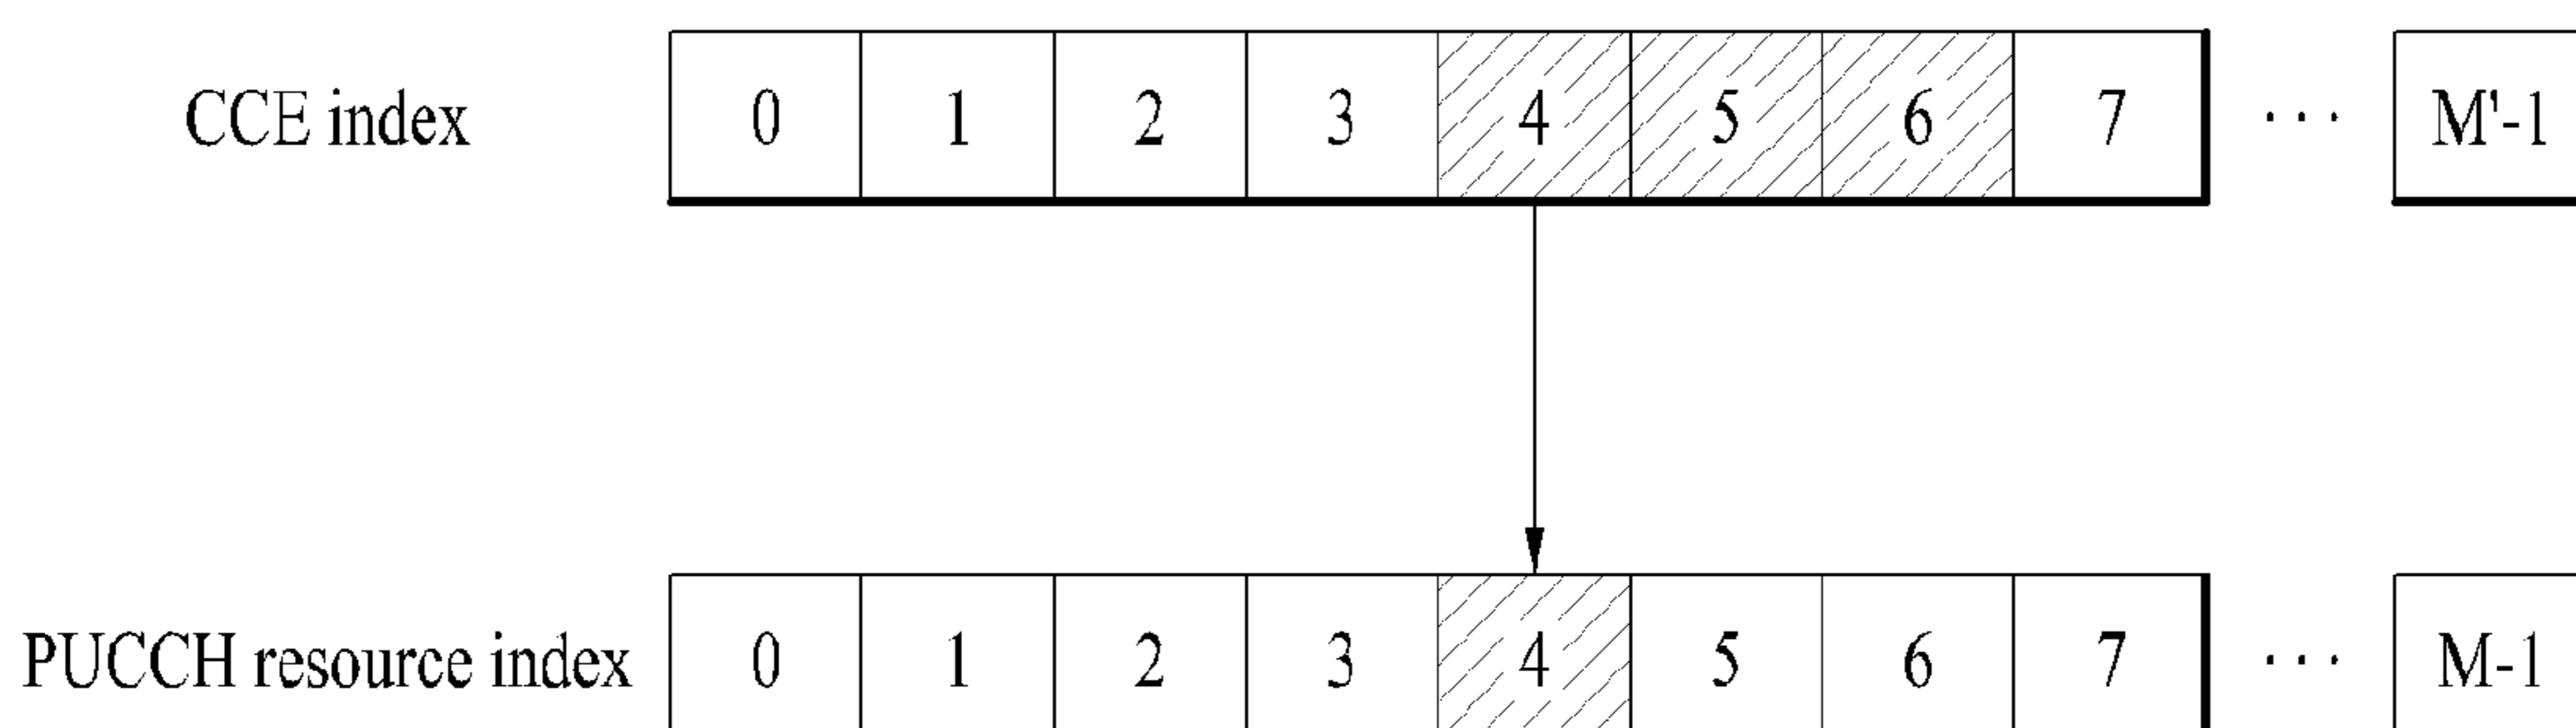 CCE index 0 1 2 3 4 5 6 7 ··· M'-1
PUCCH resource index 0 1 2 3 4 5 6 7 ··· M-1